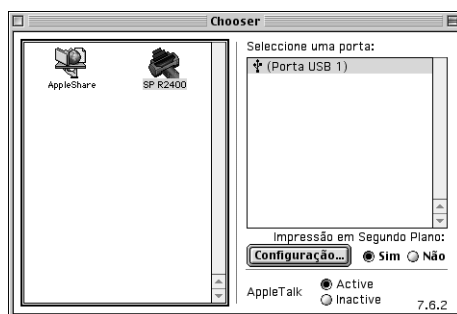 Chooser
AppleShare
SP R2400
Seleccione uma porta:
(Porta USB 1)
Impressão em Segundo Plano:
Configuração... Sim Não
AppleTalk
Active
Inactive
7.6.2